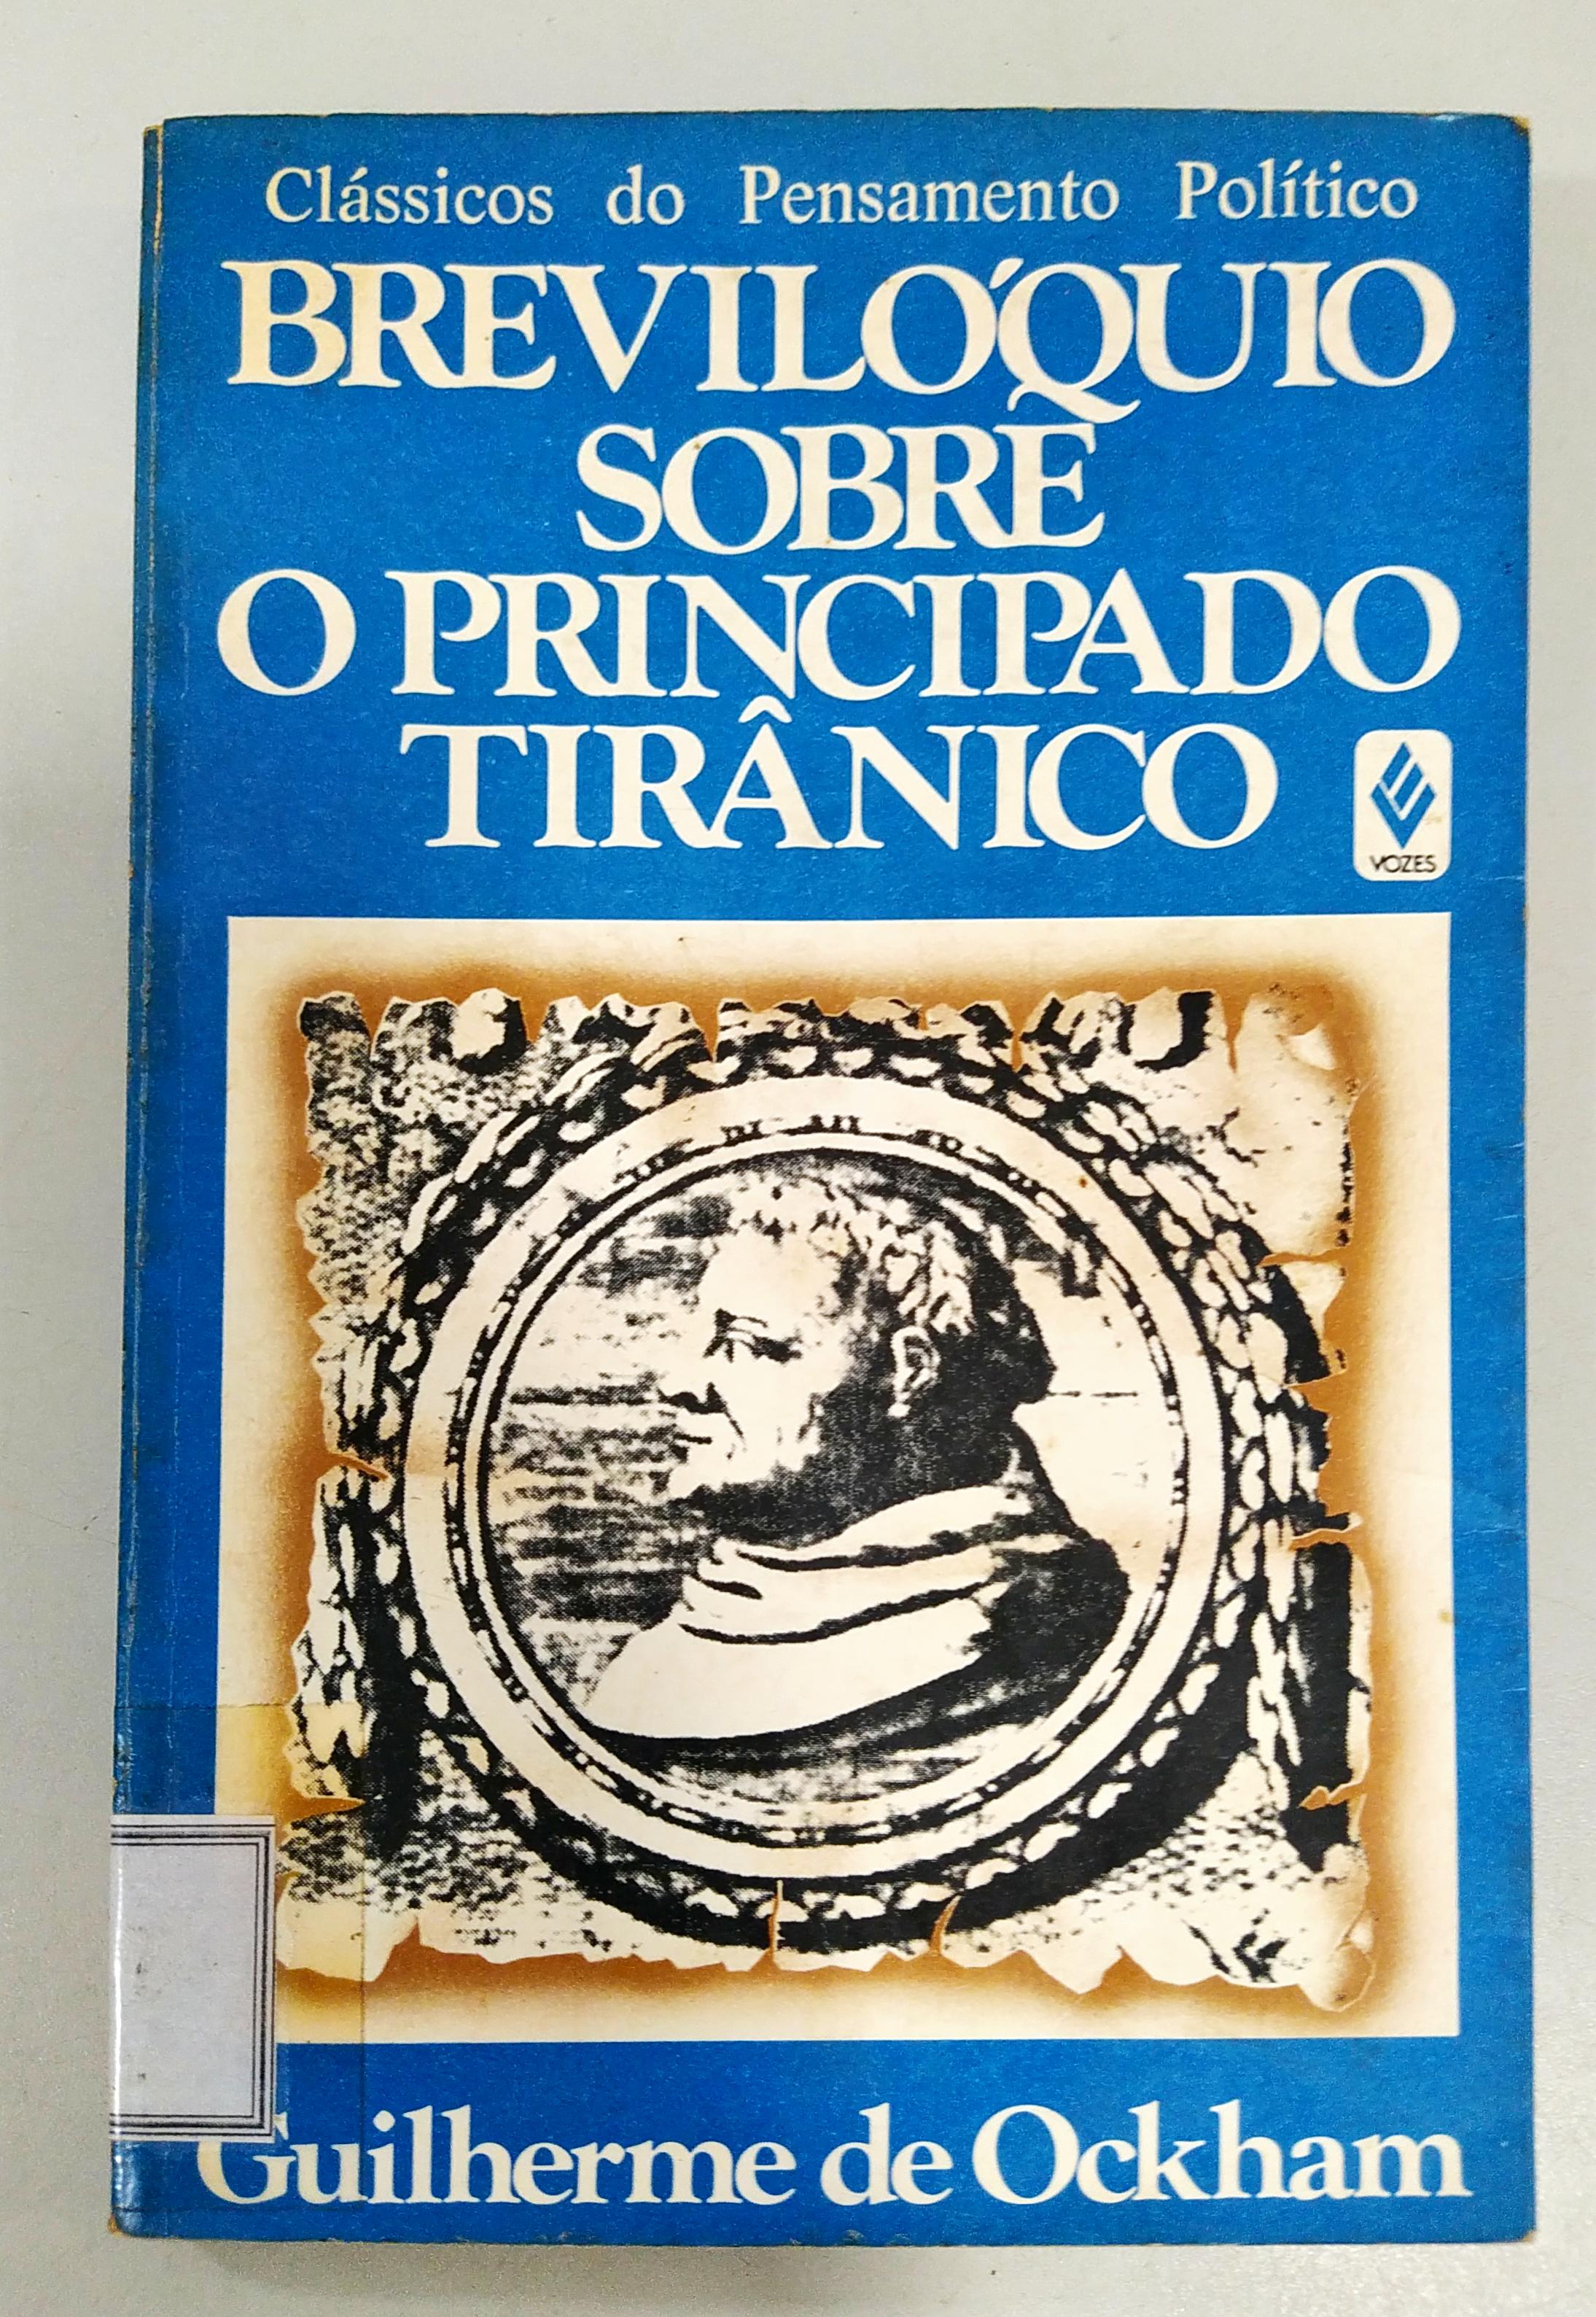 Clássicos do Pensamento Político
BREVILÓQUIO
SOBRE
O PRINCIPADO
TIRÂNICO
VOZES
Guilherme de Ockham